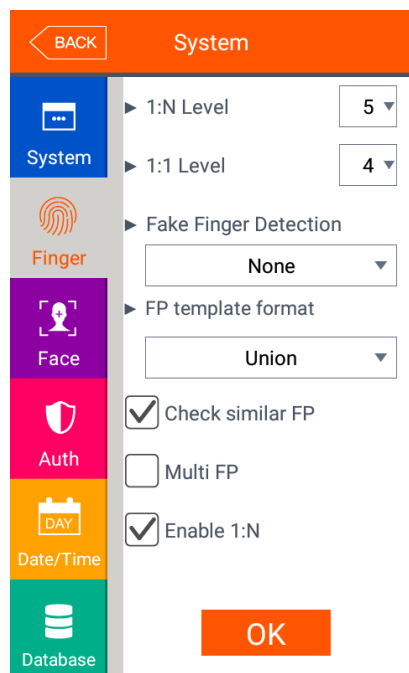 BACK
System
System
Finger
Face
Auth
DAY
Date/Time
Database
► 1:N Level
5
► 1:1 Level
4
► Fake Finger Detection
None
► FP template format
Union
Check similar FP
Multi FP
Enable 1:N
OK